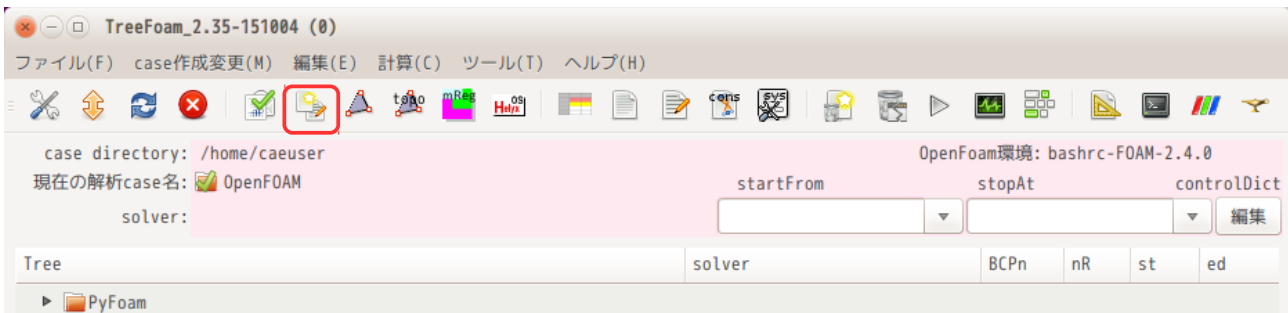 TreeFoam_2.35-151004 (0)
ファイル(F) case作成変更(M) 編集(E) 計算(C) ツール(T) ヘルプ(H)
topo mReg Helyx OS cons sys
case directory: /home/caeuser OpenFoam環境: bashrc-FOAM-2.4.0
現在の解析case名: OpenFOAM startFrom stopAt controlDict
solver: 編集
Tree solver BCPn nR st ed
PyFoam